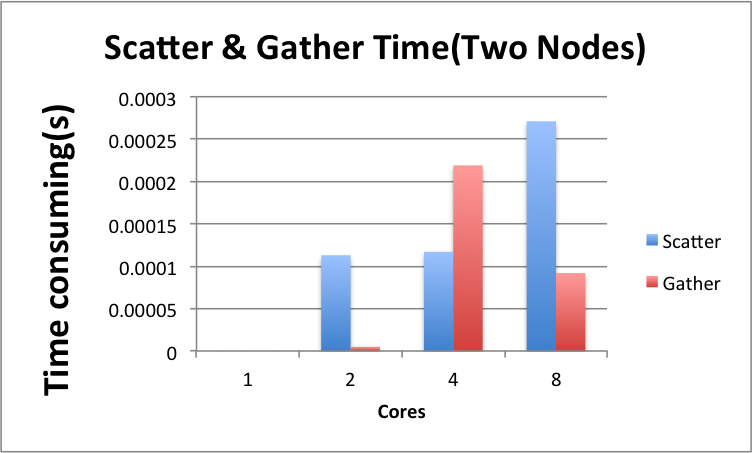 Scatter & Gather Time(Two Nodes)
Time consuming(s)
0.0003
0.00025
0.0002
0.00015
0.0001
0.00005
0
1 2 4 8
Cores
Scatter
Gather